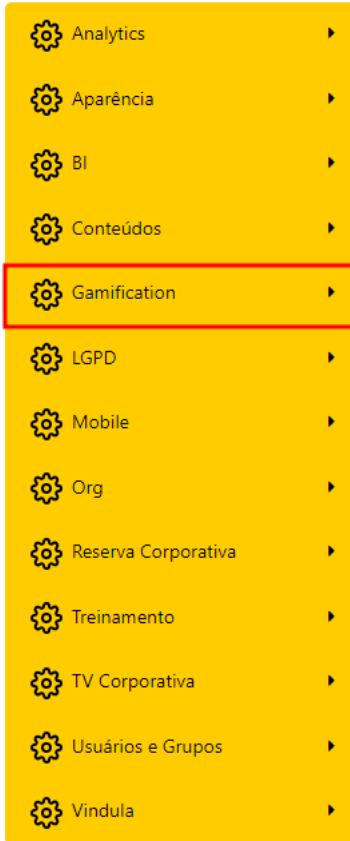 Analytics
Aparência
BI
Conteúdos
Gamification
LGPD
Mobile
Org
Reserva Corporativa
Treinamento
TV Corporativa
Usuários e Grupos
Vindula